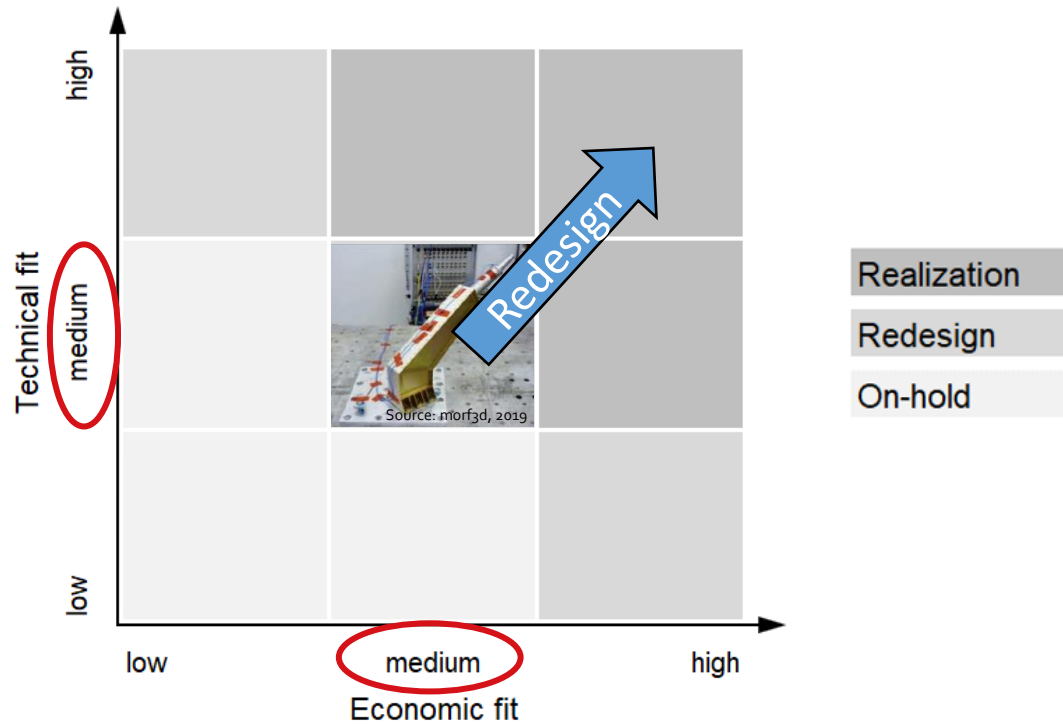 high
Technical fit
medium
low
Redesign
Source: morf3d, 2019
low
medium
high
Economic fit
Realization
Redesign
On-hold